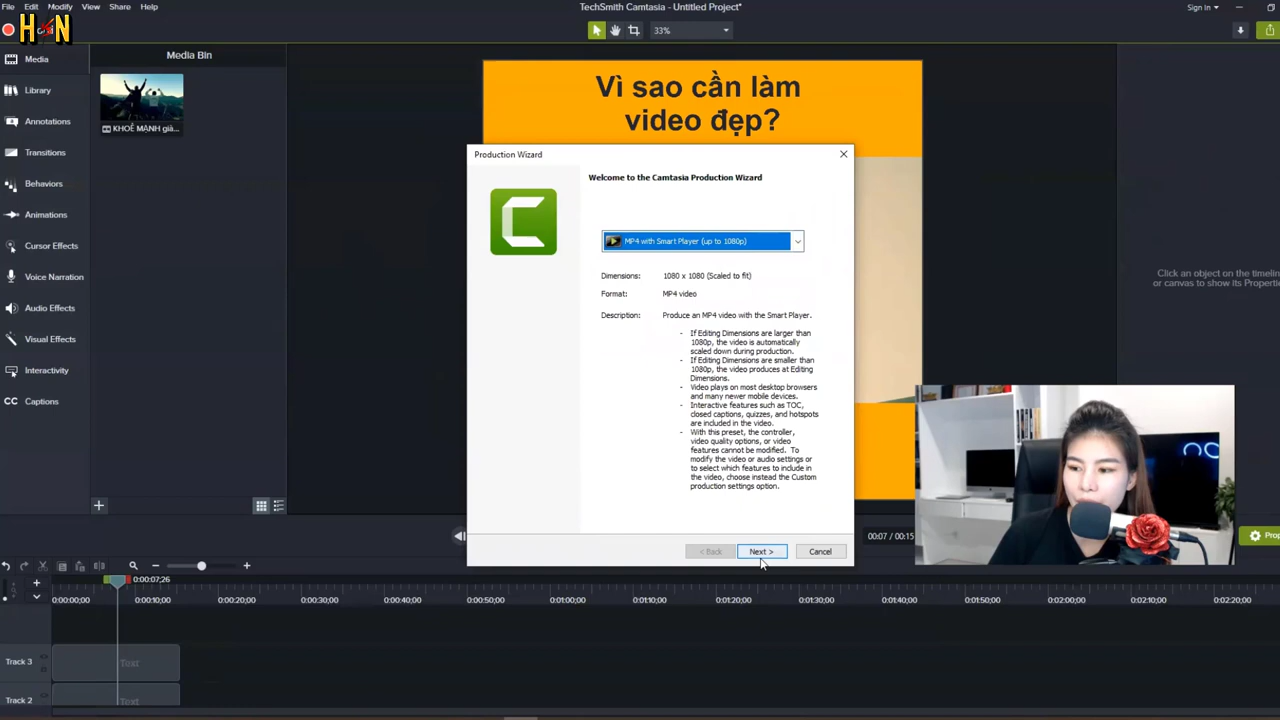 TechSmith Camtasia - Untitled Project*
File Edit Modify View Share Help
Sign In
H N
33%
Media
Library
Annotations
Transitions
Behaviors
Animations
Cursor Effects
Voice Narration
Audio Effects
Visual Effects
Interactivity
CC Captions
Media Bin
KHOẺ MẠNH già...
Vì sao cần làm
video đẹp?
Production Wizard
Welcome to the Camtasia Production Wizard
MP4 with Smart Player (up to 1080p)
Dimensions: 1080 x 1080 (Scaled to fit)
Format: MP4 video
Description: Produce an MP4 video with the Smart Player.
- If Editing Dimensions are larger than
1080p, the video is automatically
scaled down during production.
- If Editing Dimensions are smaller than
1080p, the video produces at Editing
Dimensions.
- Video plays on most desktop browsers
and many newer mobile devices.
- Interactive features such as TOC,
closed captions, quizzes, and hotspots
are included in the video.
- With this preset, the controller,
video quality options, or video
features cannot be modified. To
modify the video or audio settings or
to select which features to include in
the video, choose instead the Custom
production settings option.
< Back Next > Cancel
Click an object on the timeline
or canvas to show its Properti
00:07 / 00:15
Prop
0:00:07;26
0:00:00;00 0:00:10;00 0:00:20;00 0:00:30;00 0:00:40;00 0:00:50;00 0:01:00;00 0:01:10;00 0:01:20;00 0:01:30;00 0:01:40;00 0:01:50;00 0:02:00;00 0:02:10;00 0:02:20;00
Track 3
Text
Track 2
Text